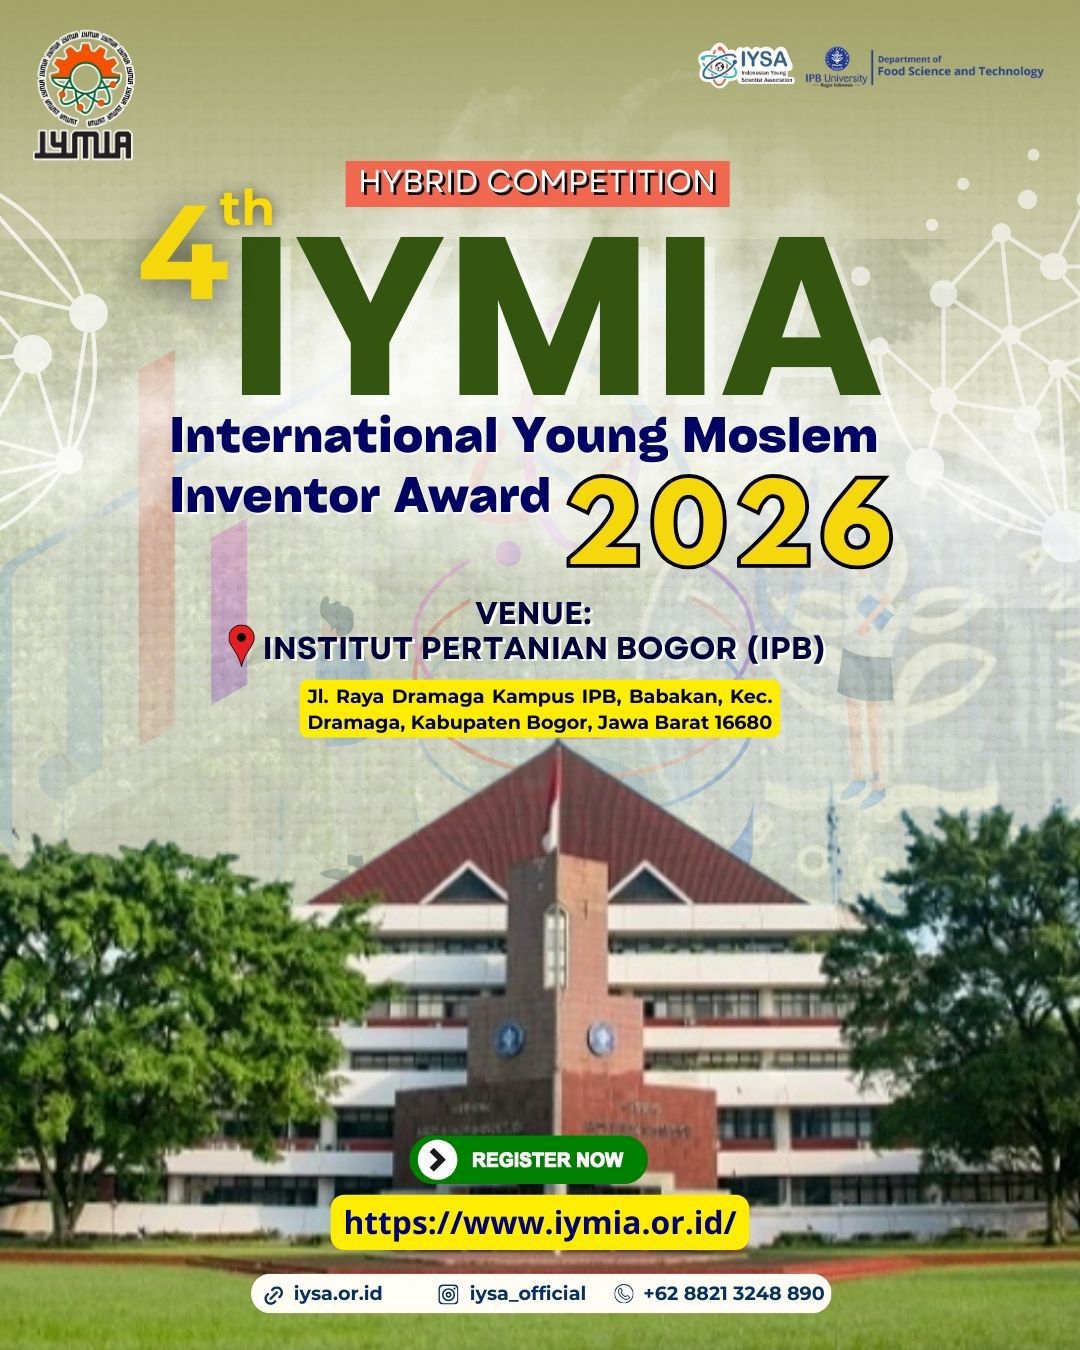 IYMIA
IYSA
Indonesian Young
Scientist Association
IPB University
Bogor Indonesia
Department of
Food Science and Technology
HYBRID COMPETITION
4th
IYMIA
International Young Moslem
Inventor Award 2026
VENUE:
INSTITUT PERTANIAN BOGOR (IPB)
Jl. Raya Dramaga Kampus IPB, Babakan, Kec.
Dramaga, Kabupaten Bogor, Jawa Barat 16680
REGISTER NOW
https://www.iymia.or.id/
iysa.or.id
iysa_official
+62 8821 3248 890